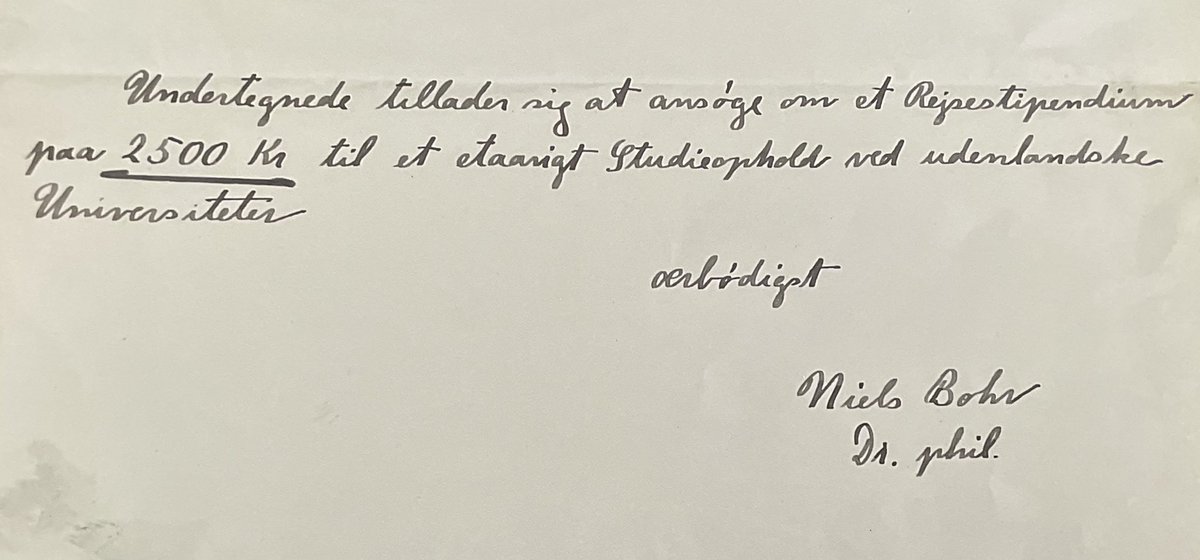 Undertegnede tillader sig at ansøge om et Rejsestipendium
paa 2500 Kr til et etaarigt Studieophold ved udenlandske
Universiteter
ærbødigst
Niels Bohr
Dr. phil.